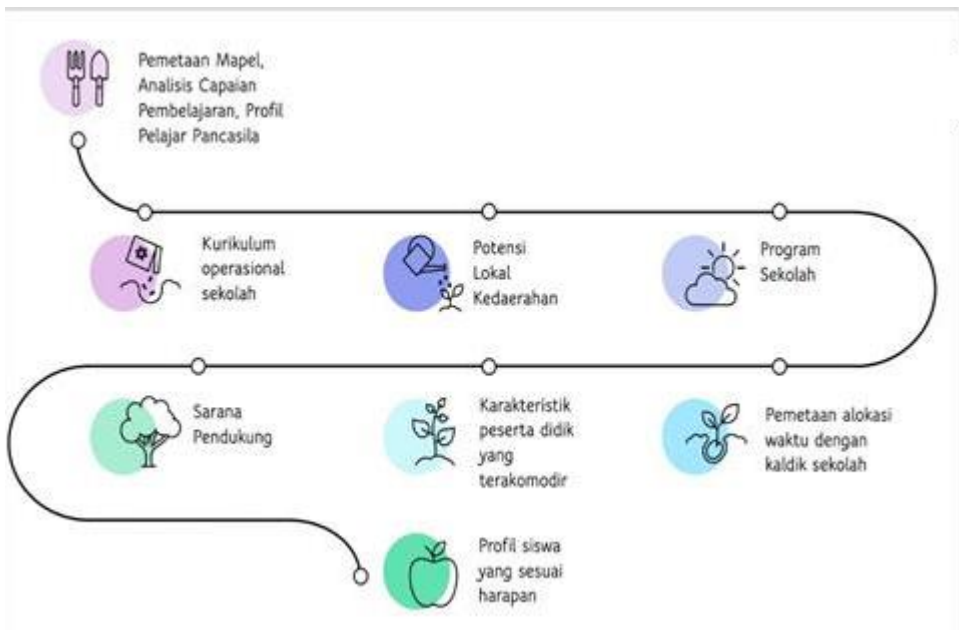 Pemetaan Mapel,
Analisis Capaian
Pembelajaran, Profil
Pelajar Pancasila
Kurikulum
operasional
sekolah
Potensi
Lokal
Kedaerahan
Program
Sekolah
Pemetaan alokasi
waktu dengan
kaldik sekolah
Karakteristik
peserta didik
yang
terakomodir
Sarana
Pendukung
Profil siswa
yang sesuai
harapan